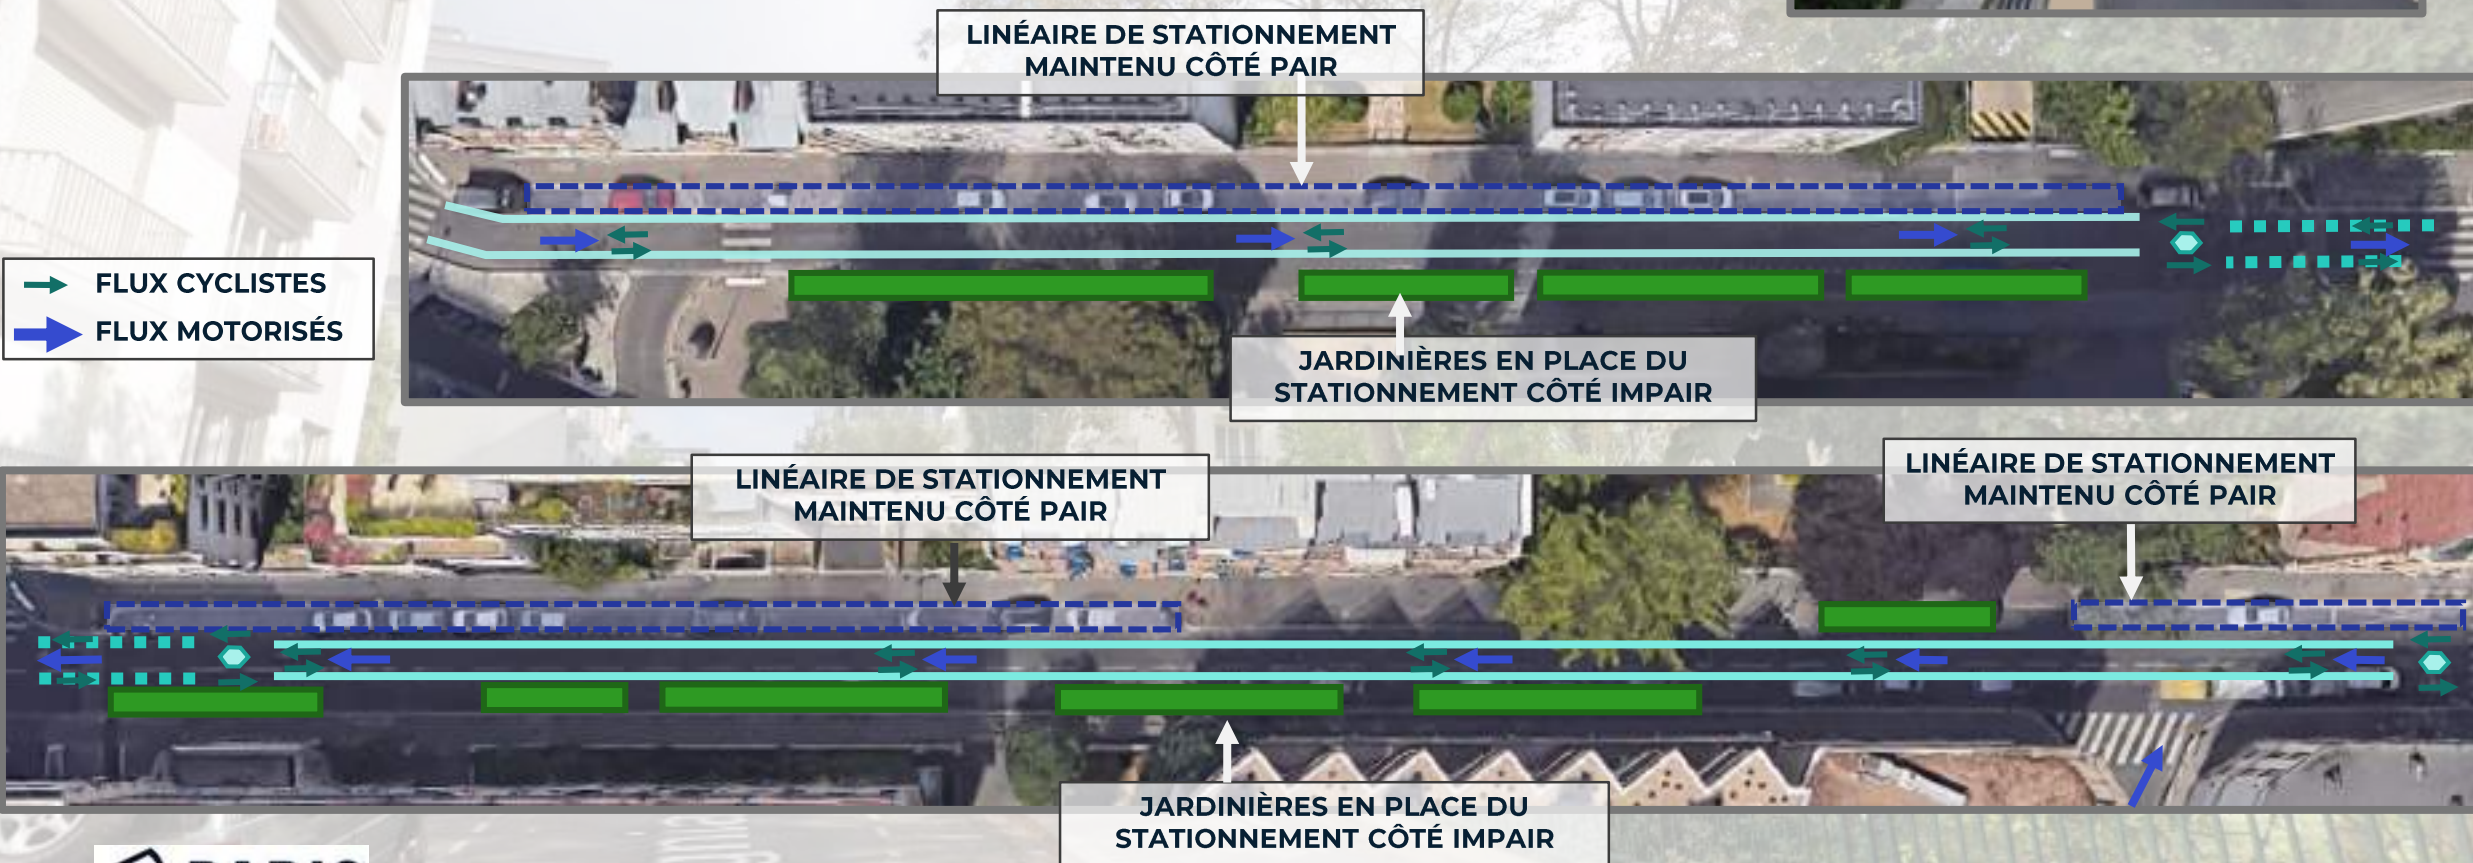 LINÉAIRE DE STATIONNEMENT
MAINTENU CÔTÉ PAIR
FLUX CYCLISTES
FLUX MOTORISÉS
JARDINIÈRES EN PLACE DU
STATIONNEMENT CÔTÉ IMPAIR
LINÉAIRE DE STATIONNEMENT
MAINTENU CÔTÉ PAIR
LINÉAIRE DE STATIONNEMENT
MAINTENU CÔTÉ PAIR
JARDINIÈRES EN PLACE DU
STATIONNEMENT CÔTÉ IMPAIR